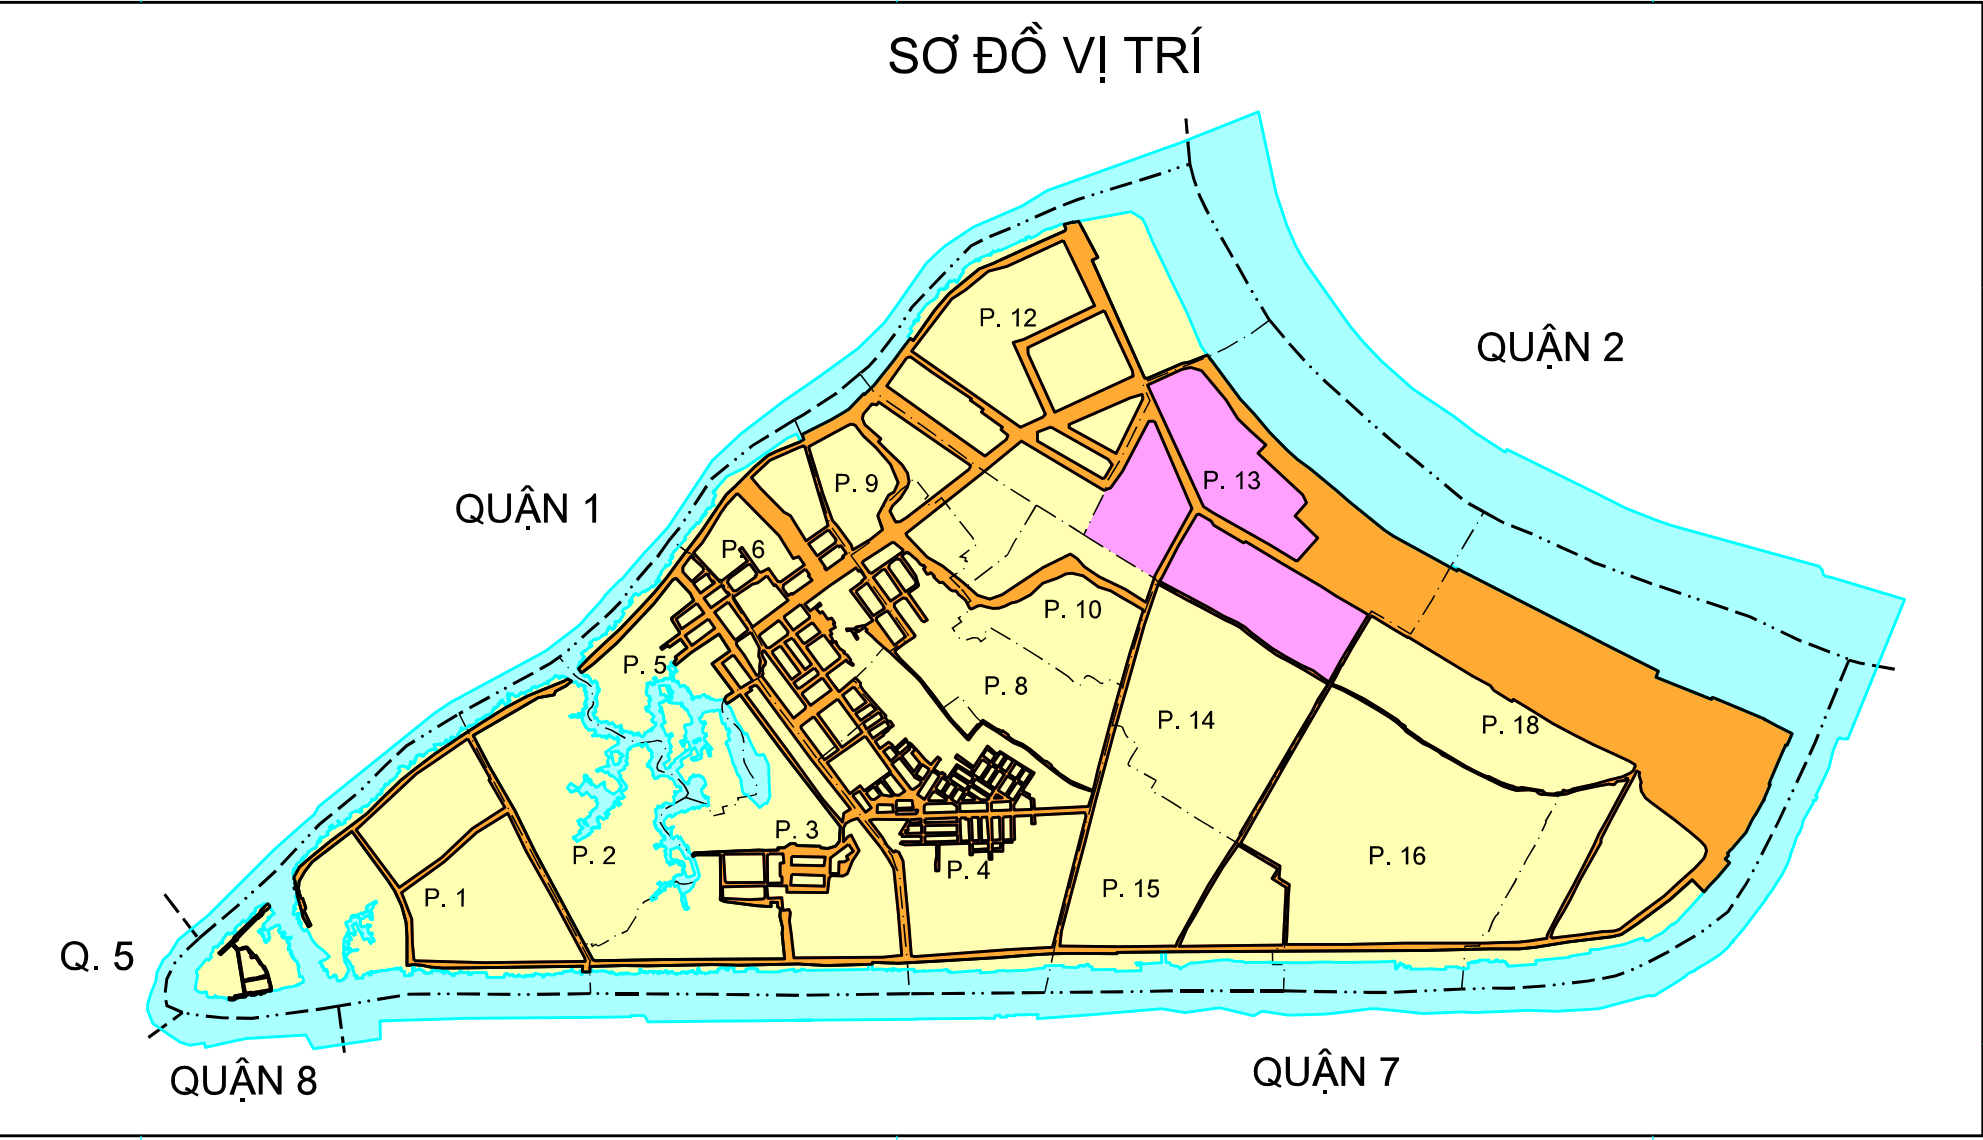 SƠ ĐỒ VỊ TRÍ
P. 12
QUẬN 2
P. 9
P. 13
QUẬN 1
P. 6
P. 10
P. 5
P. 8
P. 14
P. 18
P. 3
P. 2
P. 4
P. 16
P. 15
P. 1
Q. 5
QUẬN 8
QUẬN 7